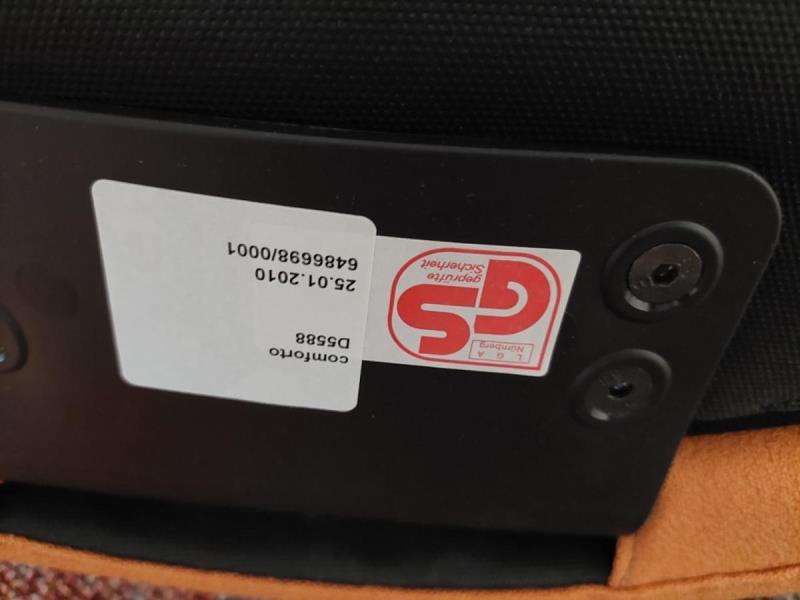 comforto
D5588
25.01.2010
6486698/0001
L G A
Nürnberg
GS
geprüfte
Sicherheit